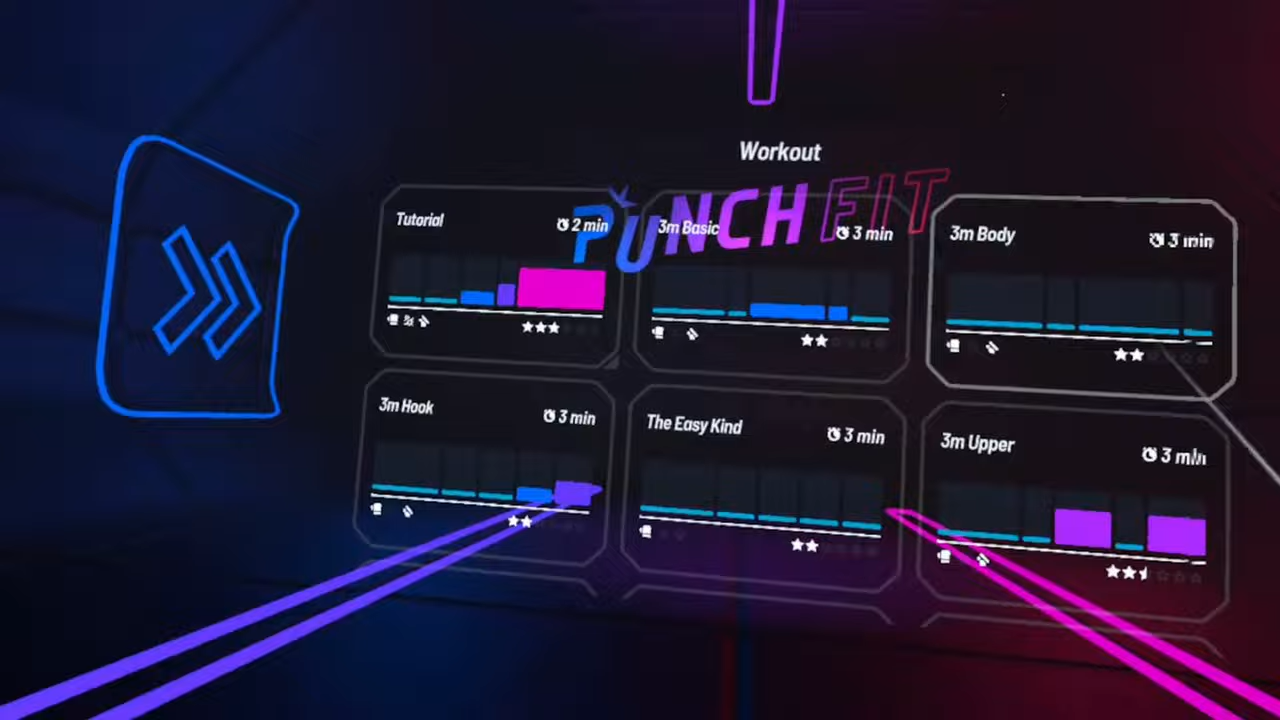 Workout
PUNCH FIT
Tutorial
2 min
3m Basic
3 min
3m Body
3 min
3m Hook
3 min
The Easy Kind
3 min
3m Upper
3 min